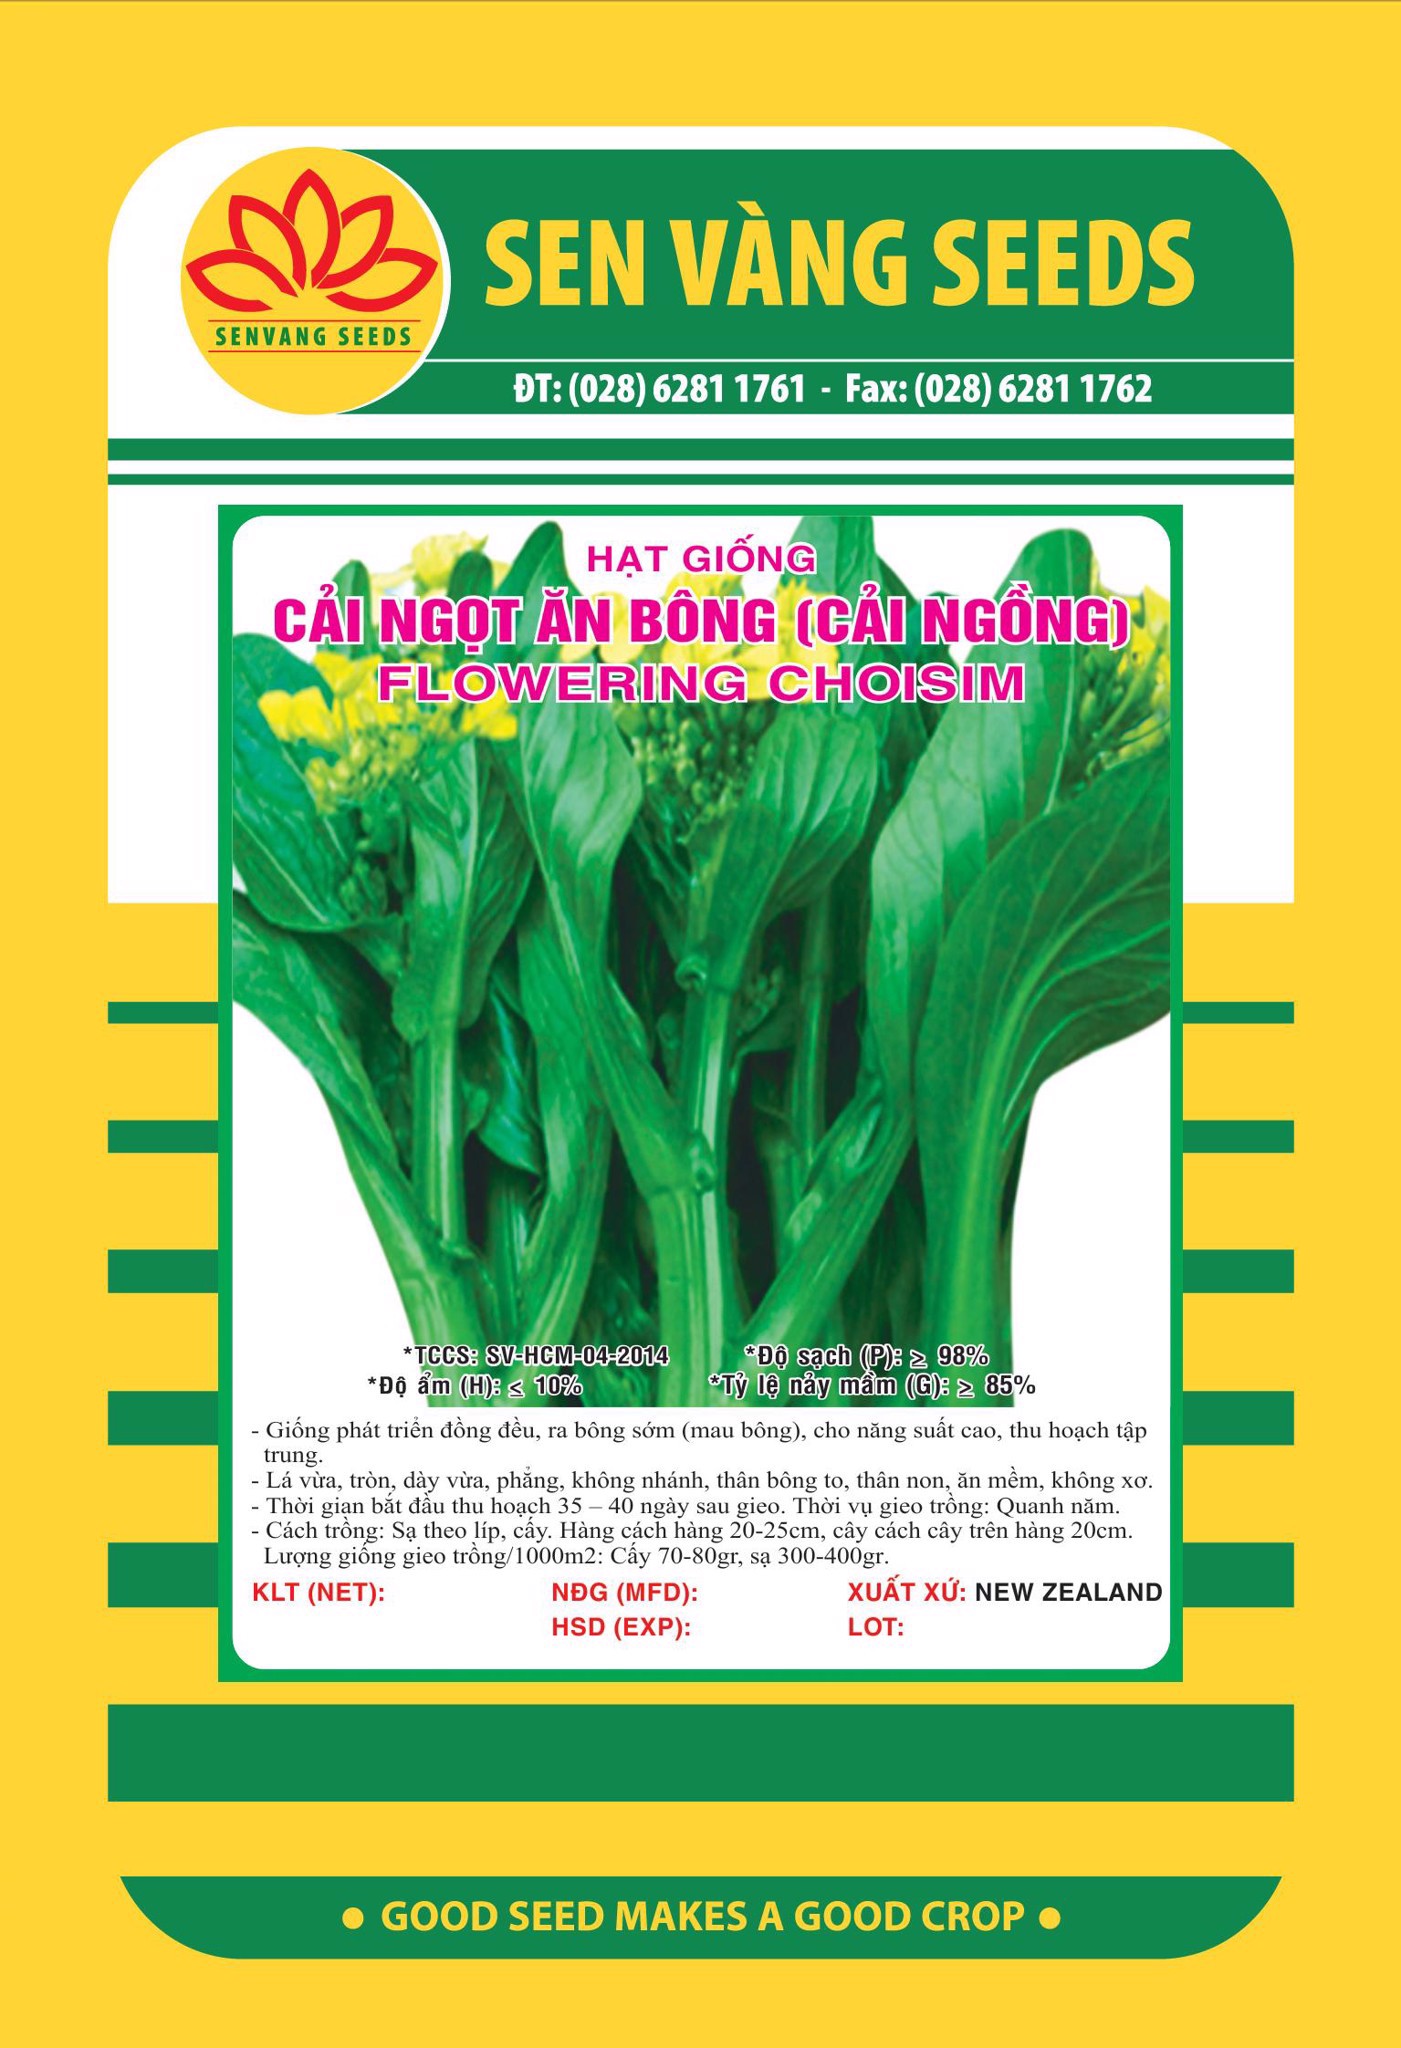 SENVANG SEEDS
SEN VÀNG SEEDS
ĐT: (028) 6281 1761 - Fax: (028) 6281 1762
HẠT GIỐNG
CẢI NGỌT ĂN BÔNG (CẢI NGỒNG)
FLOWERING CHOISIM
*TCCS: SV-HCM-04-2014 *Độ sạch (P): ≥ 98%
*Độ ẩm (H): ≤ 10% *Tỷ lệ nảy mầm (G): ≥ 85%
- Giống phát triển đồng đều, ra bông sớm (mau bông), cho năng suất cao, thu hoạch tập
trung.
- Lá vừa, tròn, dày vừa, phẳng, không nhánh, thân bông to, thân non, ăn mềm, không xơ.
- Thời gian bắt đầu thu hoạch 35 – 40 ngày sau gieo. Thời vụ gieo trồng: Quanh năm.
- Cách trồng: Sạ theo líp, cấy. Hàng cách hàng 20-25cm, cây cách cây trên hàng 20cm.
Lượng giống gieo trồng/1000m2: Cấy 70-80gr, sạ 300-400gr.
KLT (NET): NĐG (MFD): XUẤT XỨ: NEW ZEALAND
HSD (EXP): LOT:
• GOOD SEED MAKES A GOOD CROP •